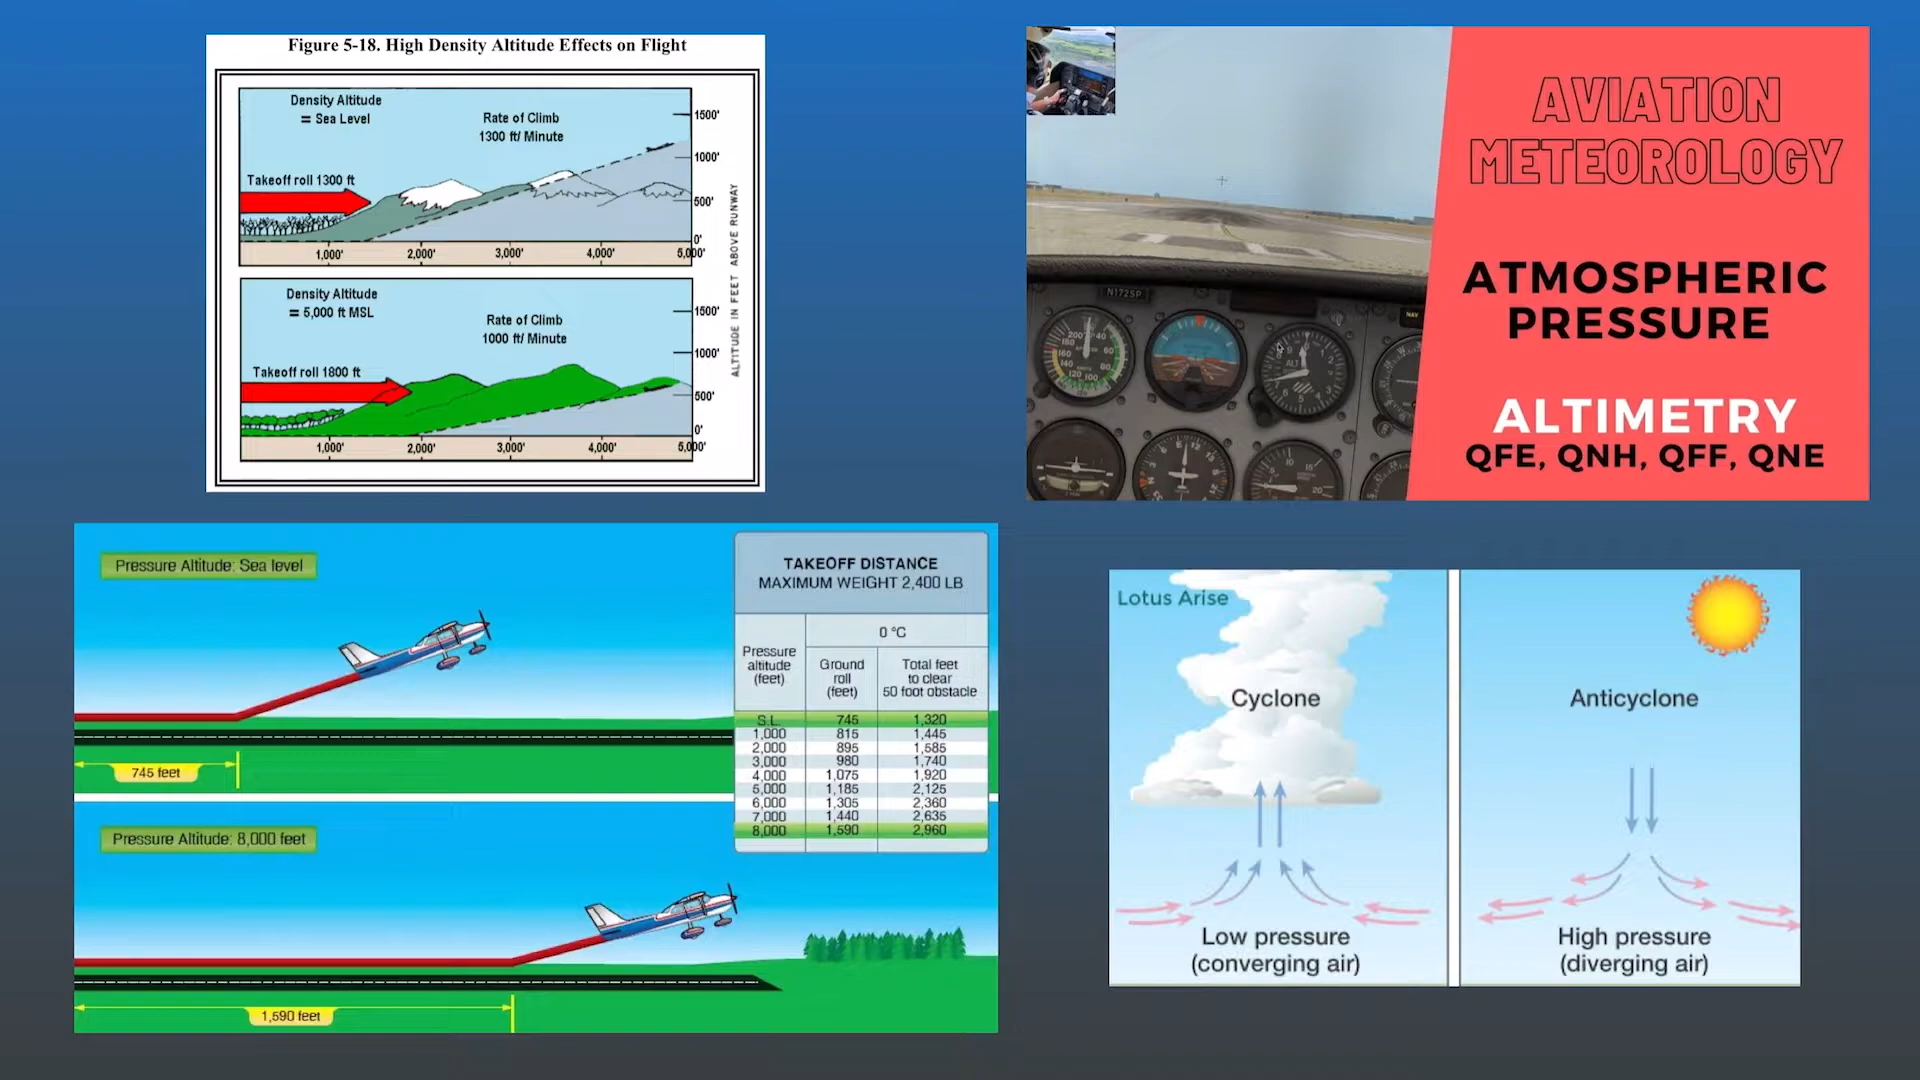 Figure 5-18. High Density Altitude Effects on Flight
Density Altitude
= Sea Level
Rate of Climb
1300 ft/ Minute
Takeoff roll 1300 ft
1500'
1000'
500'
0'
1,000'
2,000'
3,000'
4,000'
5,000'
Density Altitude
= 5,000 ft MSL
Rate of Climb
1000 ft/ Minute
Takeoff roll 1800 ft
1500'
1000'
500'
0'
1,000'
2,000'
3,000'
4,000'
5,000'
ALTITUDE IN FEET ABOVE RUNWAY
AVIATION
METEOROLOGY
ATMOSPHERIC
PRESSURE
ALTIMETRY
QFE, QNH, QFF, QNE
N172SP
NAV
ALT
Pressure Altitude: Sea level
745 feet
Pressure Altitude: 8,000 feet
1,590 feet
TAKEOFF DISTANCE
MAXIMUM WEIGHT 2,400 LB
0 °C
Pressure
altitude
(feet)
Ground
roll
(feet)
Total feet
to clear
50 foot obstacle
S.L. 745 1,320
1,000 815 1,445
2,000 895 1,585
3,000 980 1,740
4,000 1,075 1,920
5,000 1,185 2,125
6,000 1,305 2,360
7,000 1,440 2,635
8,000 1,590 2,960
Lotus Arise
Cyclone
Low pressure
(converging air)
Anticyclone
High pressure
(diverging air)